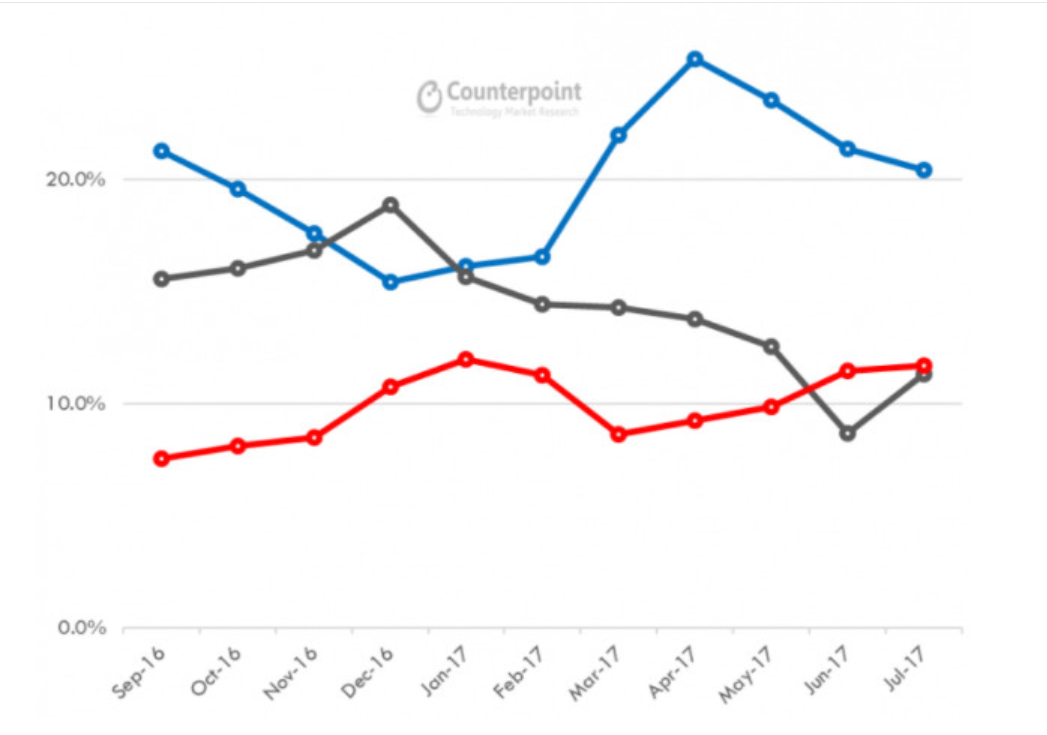 Counterpoint
Technology Market Research
20.0%
10.0%
0.0%
Sep-16
Oct-16
Nov-16
Dec-16
Jan-17
Feb-17
Mar-17
Apr-17
May-17
Jun-17
Jul-17